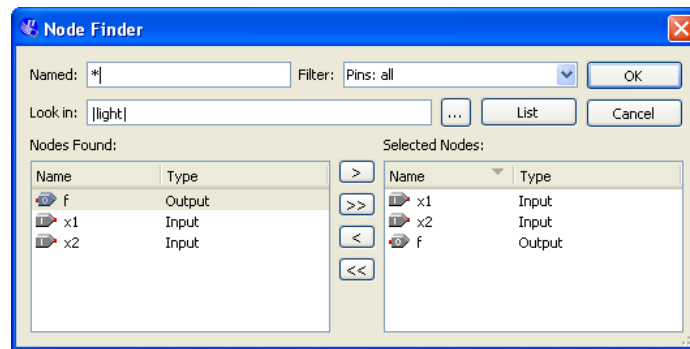 Node Finder
Named: * Filter: Pins: all OK
Look in: |light| ... List Cancel
Nodes Found: Selected Nodes:
Name Type > Name Type
f Output >> x1 Input
x1 Input < x2 Input
x2 Input << f Output